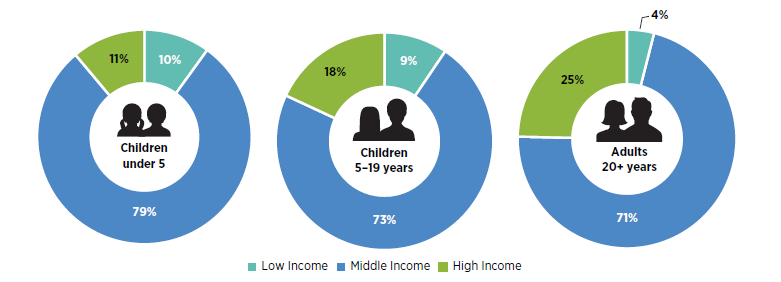 11%
10%
Children
under 5
79%
18%
9%
Children
5–19 years
73%
4%
25%
Adults
20+ years
71%
Low Income Middle Income High Income